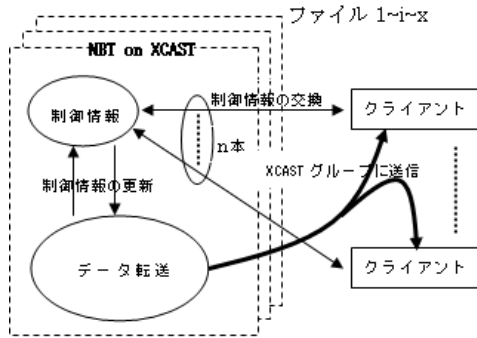 ファイル 1~i~x
NBT on XCAST
制御情報の交換
クライアント
制御情報
n本
XCAST グループに送信
制御情報の更新
データ転送
クライアント